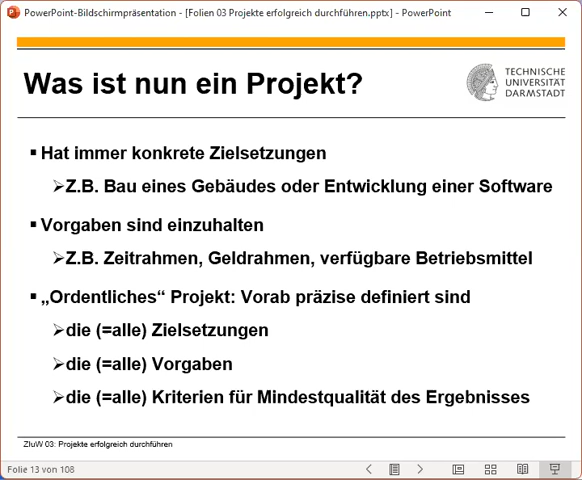 PowerPoint-Bildschirmpräsentation - [Folien 03 Projekte erfolgreich durchführen.pptx] - PowerPoint
Was ist nun ein Projekt?
TECHNISCHE
UNIVERSITÄT
DARMSTADT
▪ Hat immer konkrete Zielsetzungen
➢Z.B. Bau eines Gebäudes oder Entwicklung einer Software
▪ Vorgaben sind einzuhalten
➢Z.B. Zeitrahmen, Geldrahmen, verfügbare Betriebsmittel
▪ „Ordentliches“ Projekt: Vorab präzise definiert sind
➢die (=alle) Zielsetzungen
➢die (=alle) Vorgaben
➢die (=alle) Kriterien für Mindestqualität des Ergebnisses
ZIuW 03: Projekte erfolgreich durchführen
Folie 13 von 108